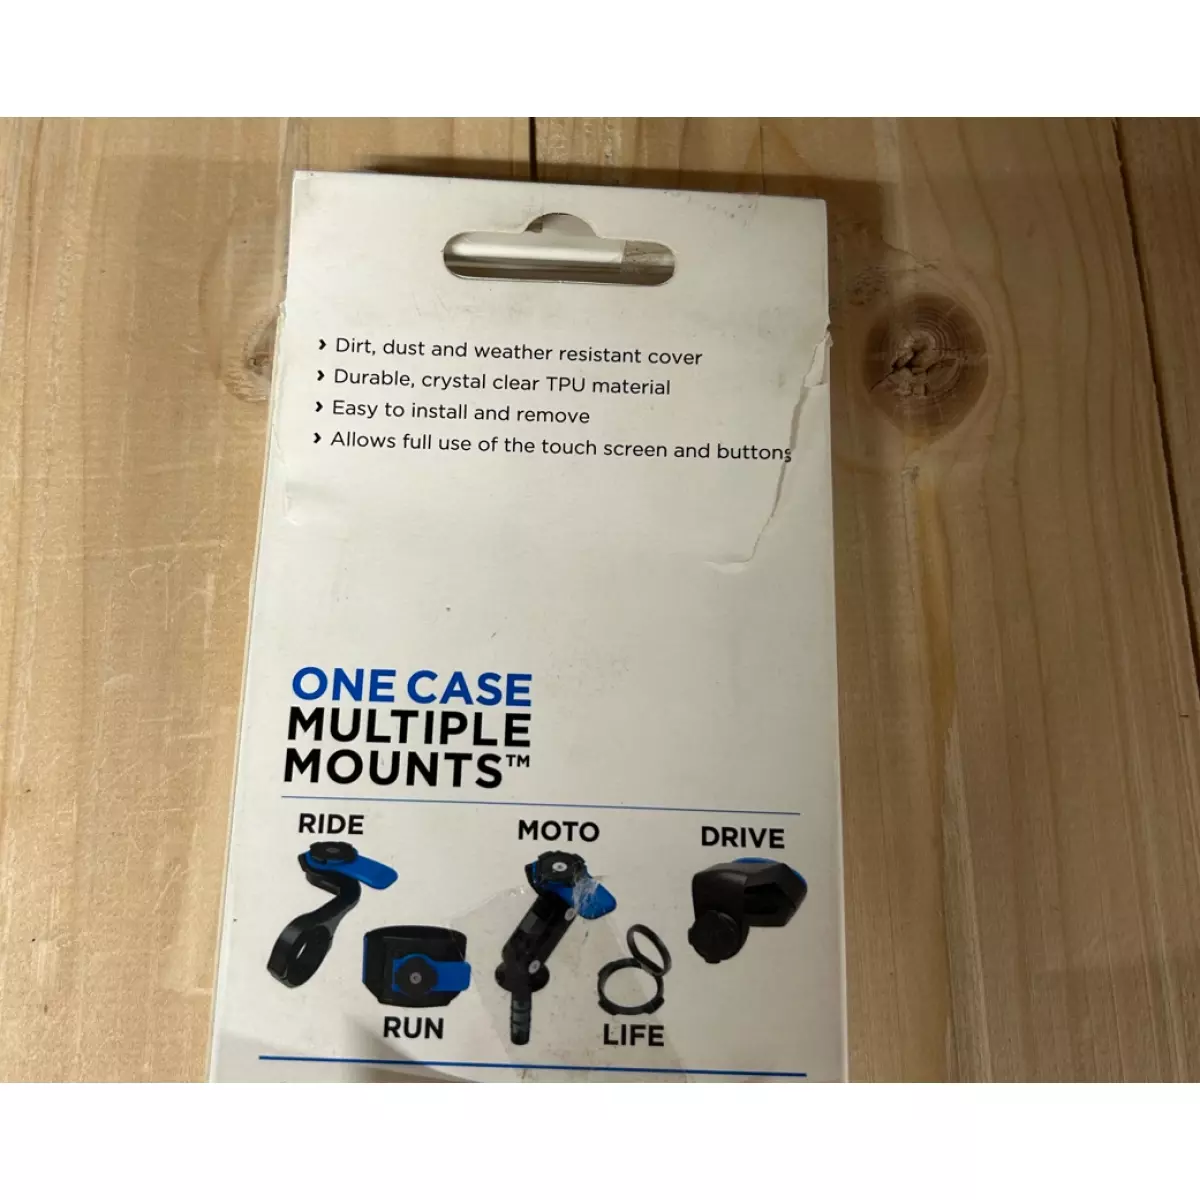 › Dirt, dust and weather resistant cover
› Durable, crystal clear TPU material
› Easy to install and remove
› Allows full use of the touch screen and buttons
ONE CASE
MULTIPLE
MOUNTS™
RIDE MOTO DRIVE
RUN LIFE